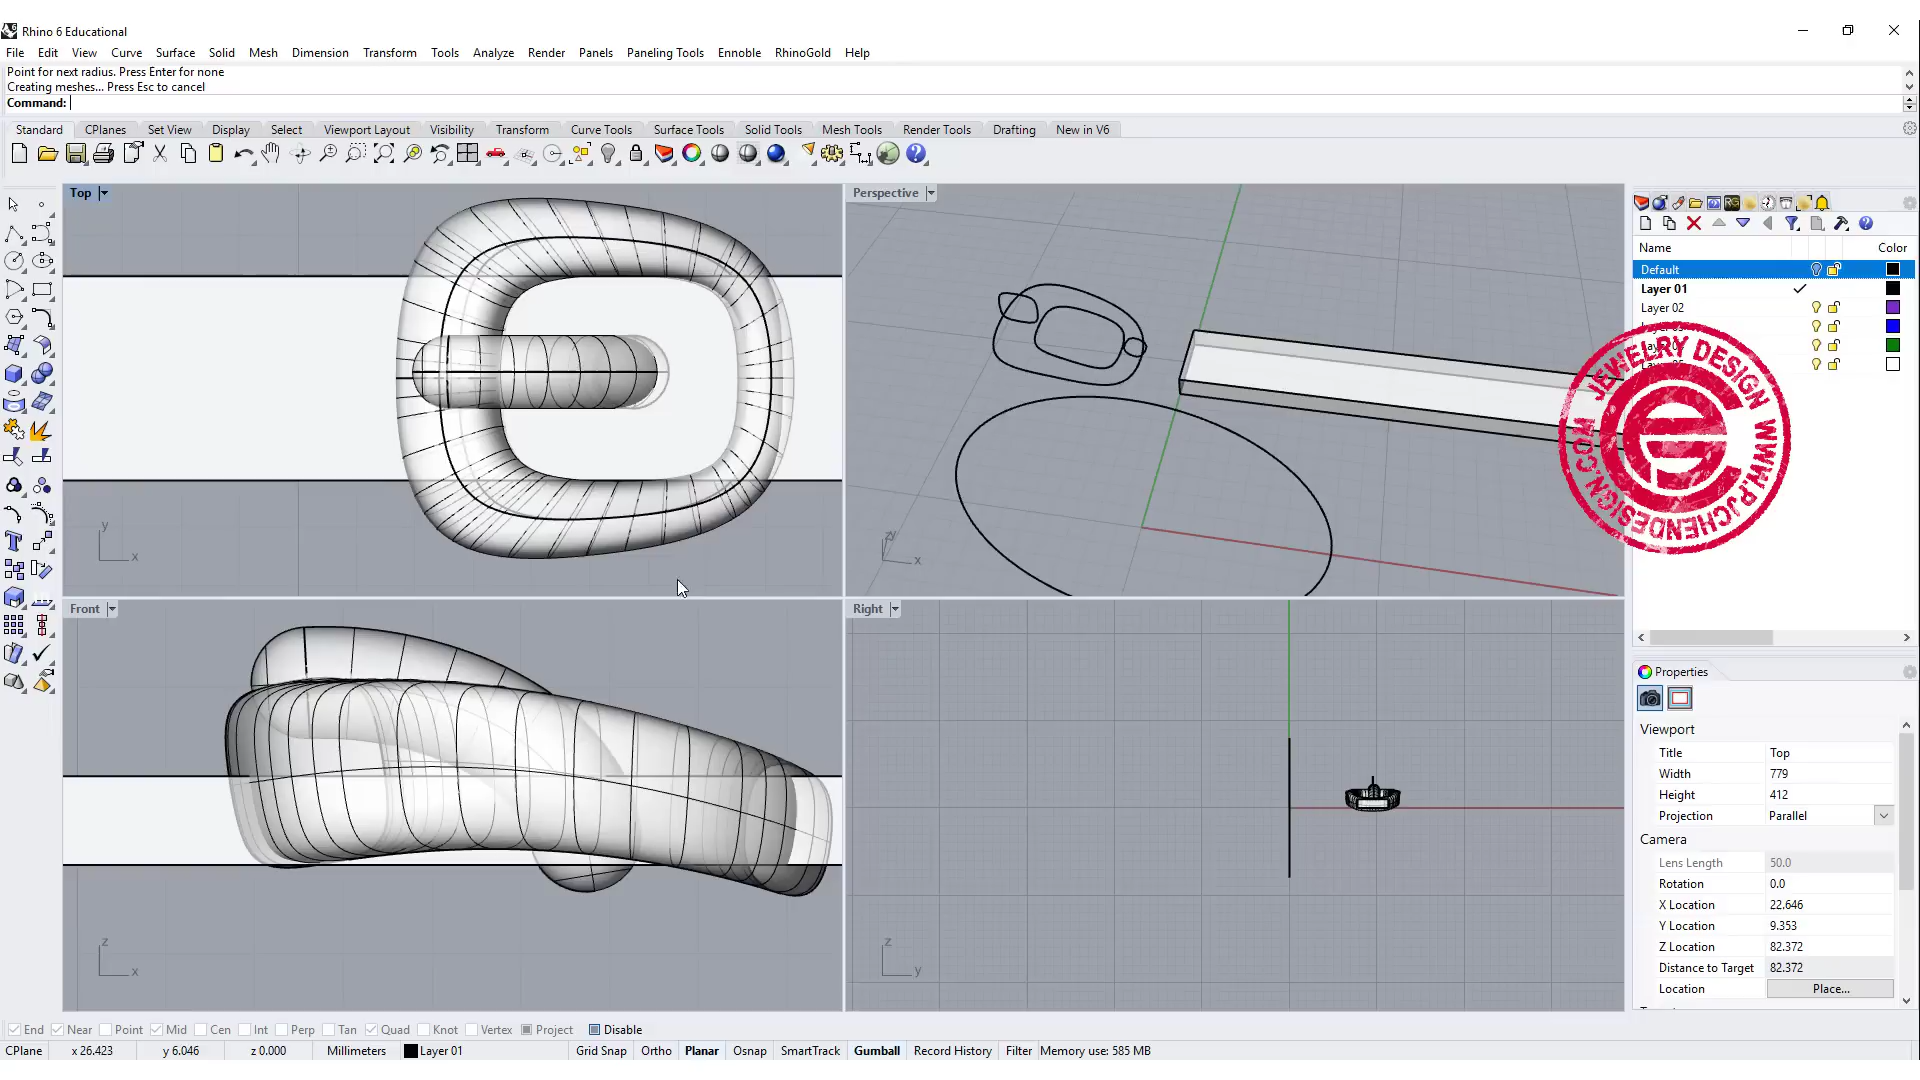 Rhino 6 Educational
File Edit View Curve Surface Solid Mesh Dimension Transform Tools Analyze Render Panels Paneling Tools Ennoble RhinoGold Help
Point for next radius. Press Enter for none
Creating meshes... Press Esc to cancel
Command:
Standard CPlanes Set View Display Select Viewport Layout Visibility Transform Curve Tools Surface Tools Solid Tools Mesh Tools Render Tools Drafting New in V6
Top
Perspective
Name Color
Default
Layer 01
Layer 02
JEWELRY DESIGN WWW.PJCHENDESIGN.COM
y
x
y
x
Front
Right
z
x
z
y
Properties
Viewport
Title Top
Width 779
Height 412
Projection Parallel
Camera
Lens Length 50.0
Rotation 0.0
X Location 22.646
Y Location 9.353
Z Location 82.372
Distance to Target 82.372
Location Place...
End Near Point Mid Cen Int Perp Tan Quad Knot Vertex Project Disable
CPlane x 26.423 y 6.046 z 0.000 Millimeters Layer 01 Grid Snap Ortho Planar Osnap SmartTrack Gumball Record History Filter Memory use: 585 MB